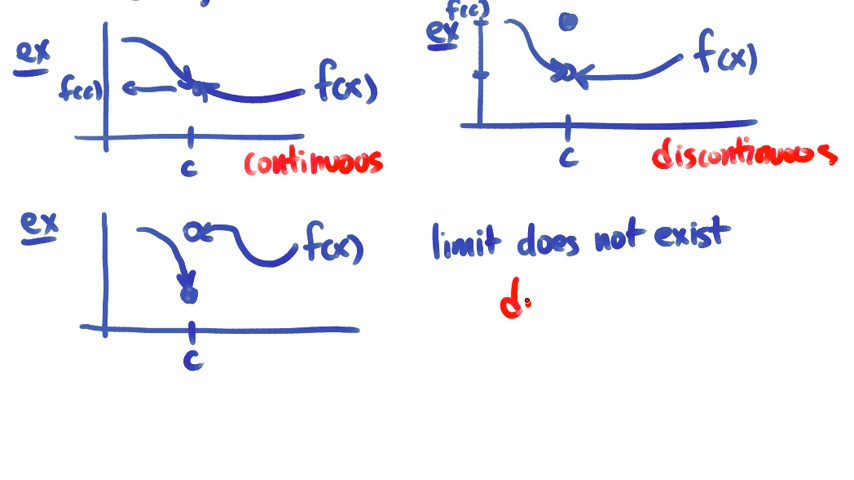 ex
f(c)
f(x)
c
continuous
f(c)
ex
f(x)
c
discontinuous
ex
f(x)
c
limit does not exist
d